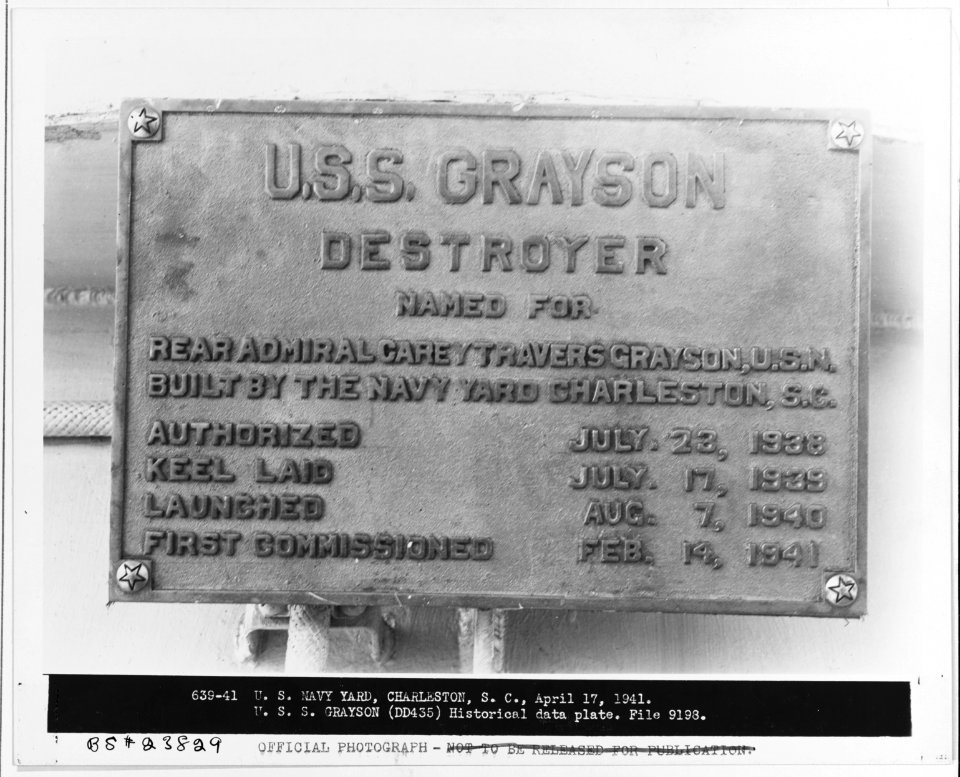 U.S.S. GRAYSON
DESTROYER
NAMED FOR
REAR ADMIRAL CAREY TRAVERS GRAYSON, U.S.N.
BUILT BY THE NAVY YARD CHARLESTON, S.C.
AUTHORIZED JULY. 23, 1938
KEEL LAID JULY. 17, 1939
LAUNCHED AUG. 7, 1940
FIRST COMMISSIONED FEB. 14, 1941
639-41 U. S. NAVY YARD, CHARLESTON, S. C., April 17, 1941.
U. S. S. GRAYSON (DD435) Historical data plate. File 9198.
BS# 23829
OFFICIAL PHOTOGRAPH - NOT TO BE RELEASED FOR PUBLICATION.